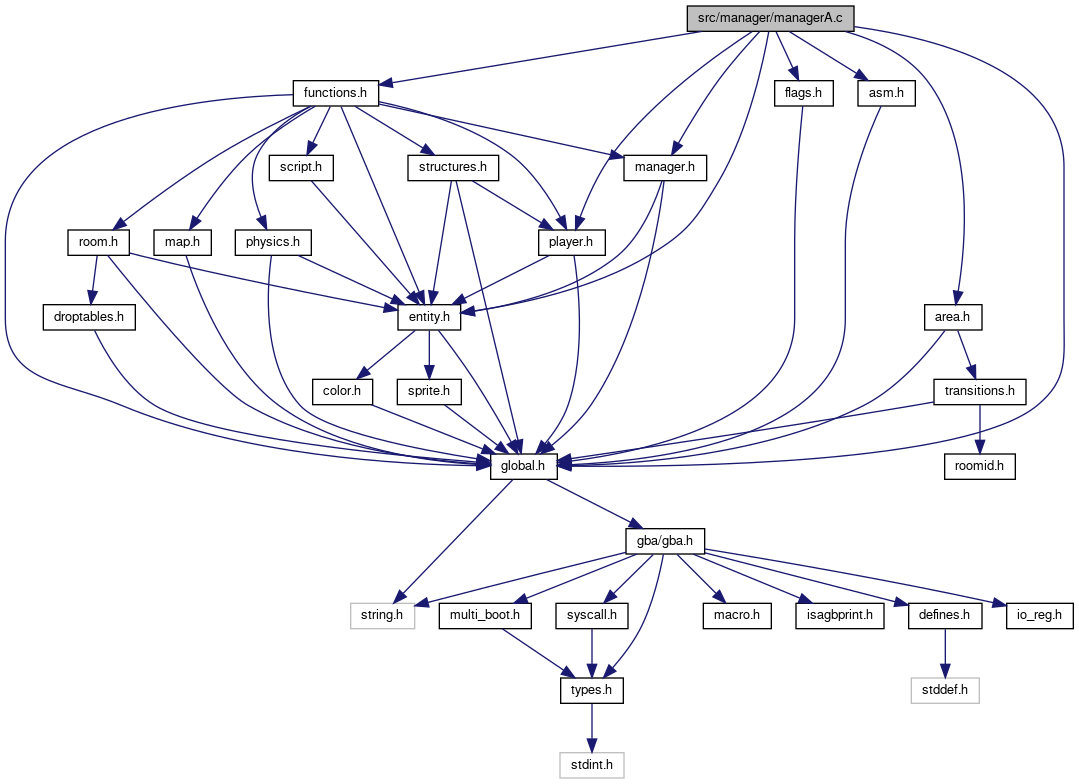 src/manager/managerA.c
functions.h
flags.h
asm.h
script.h
structures.h
manager.h
room.h
map.h
physics.h
player.h
droptables.h
entity.h
area.h
color.h
sprite.h
transitions.h
global.h
roomid.h
gba/gba.h
string.h
multi_boot.h
syscall.h
macro.h
isagbprint.h
defines.h
io_reg.h
types.h
stddef.h
stdint.h